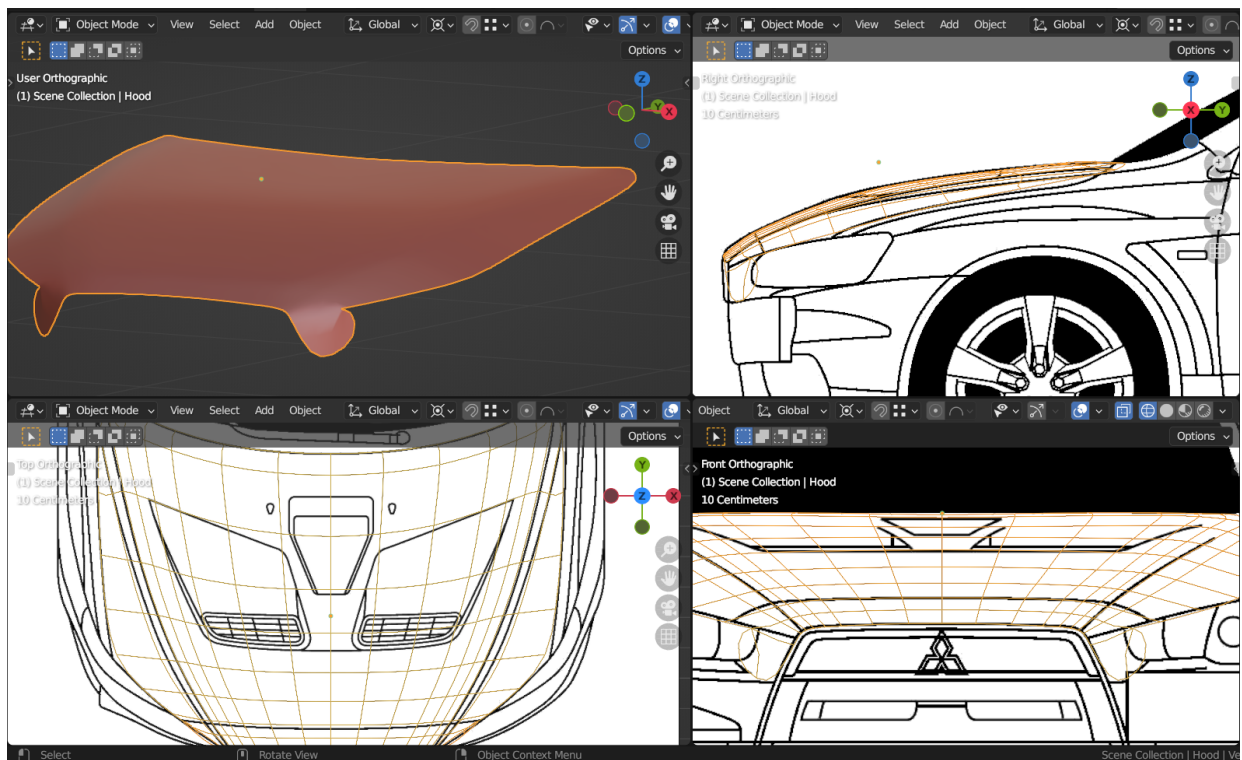 Object Mode View Select Add Object Global
Options
User Orthographic
(1) Scene Collection | Hood
Z
Y
X
Object Mode View Select Add Object Global
Options
Right Orthographic
(1) Scene Collection | Hood
10 Centimeters
Z
X
Y
Object Mode View Select Add Object Global
Options
Top Orthographic
(1) Scene Collection | Hood
10 Centimeters
Y
Z
X
Object Global
Options
Front Orthographic
(1) Scene Collection | Hood
10 Centimeters
Select Rotate View Object Context Menu Scene Collection | Hood | Ve